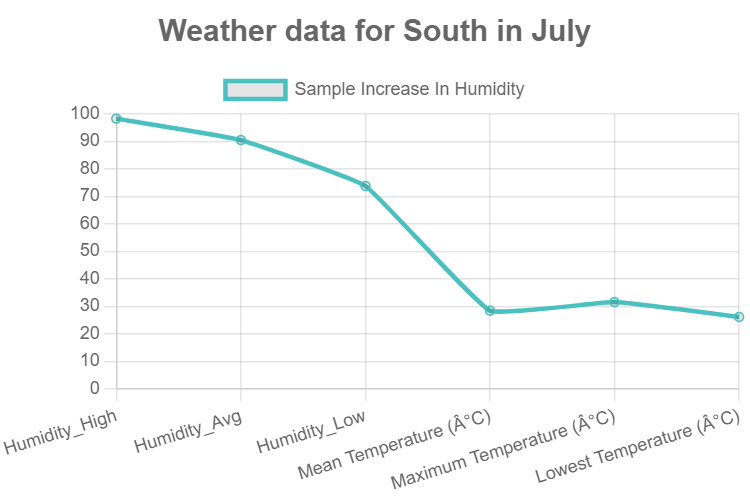 Weather data for South in July
Sample Increase In Humidity
100
90
80
70
60
50
40
30
20
10
0
Humidity_High
Humidity_Avg
Humidity_Low
Mean Temperature (Â°C)
Maximum Temperature (Â°C)
Lowest Temperature (Â°C)